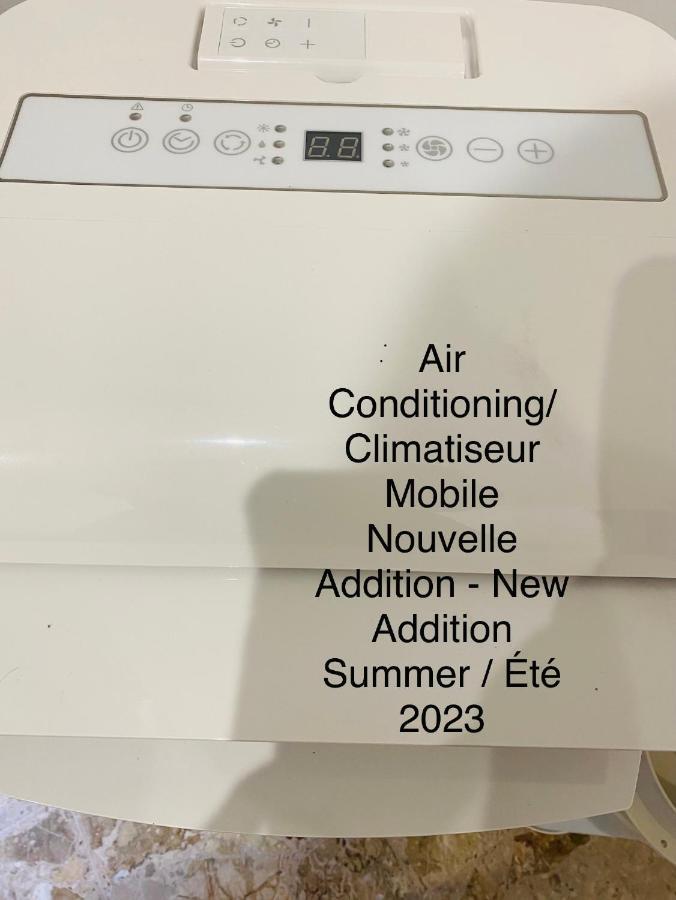 Air
Conditioning/
Climatiseur
Mobile
Nouvelle
Addition - New
Addition
Summer / Été
2023